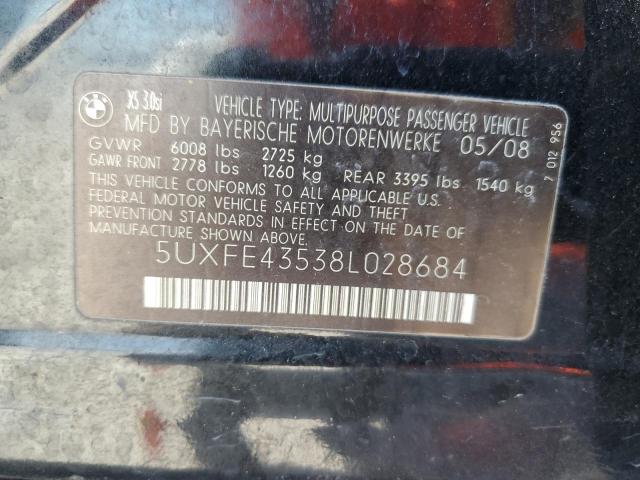 X5 3.0si
VEHICLE TYPE: MULTIPURPOSE PASSENGER VEHICLE
MFD BY BAYERISCHE MOTORENWERKE 05/08
GVWR 6008 lbs 2725 kg
GAWR FRONT 2778 lbs 1260 kg REAR 3395 lbs 1540 kg
THIS VEHICLE CONFORMS TO ALL APPLICABLE U.S.
FEDERAL MOTOR VEHICLE SAFETY AND THEFT
PREVENTION STANDARDS IN EFFECT ON THE DATE OF
MANUFACTURE SHOWN ABOVE.
5UXFE43538L028684
7 012 956